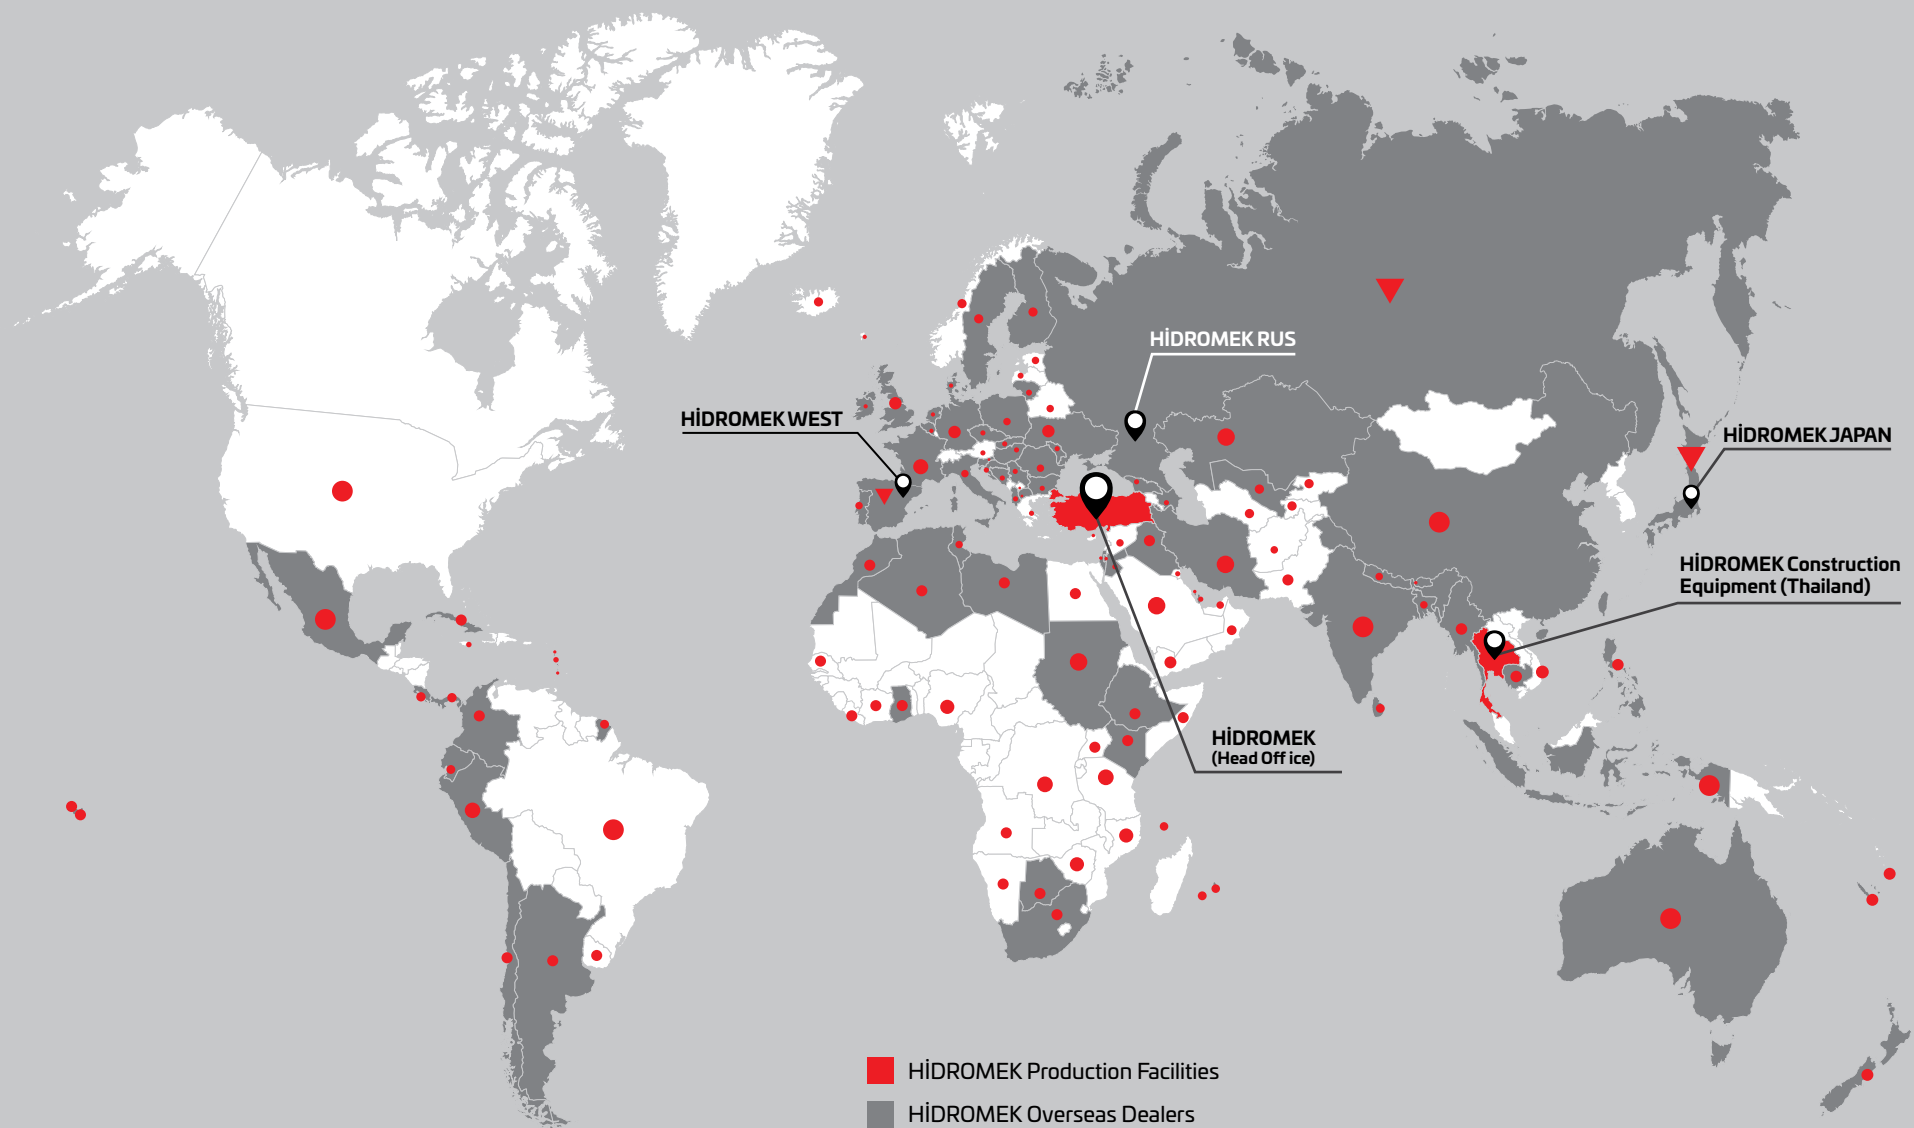 HİDROMEK RUS
HİDROMEK WEST
HİDROMEK JAPAN
HİDROMEK Construction
Equipment (Thailand)
HİDROMEK
(Head Off ice)
HİDROMEK Production Facilities
HİDROMEK Overseas Dealers